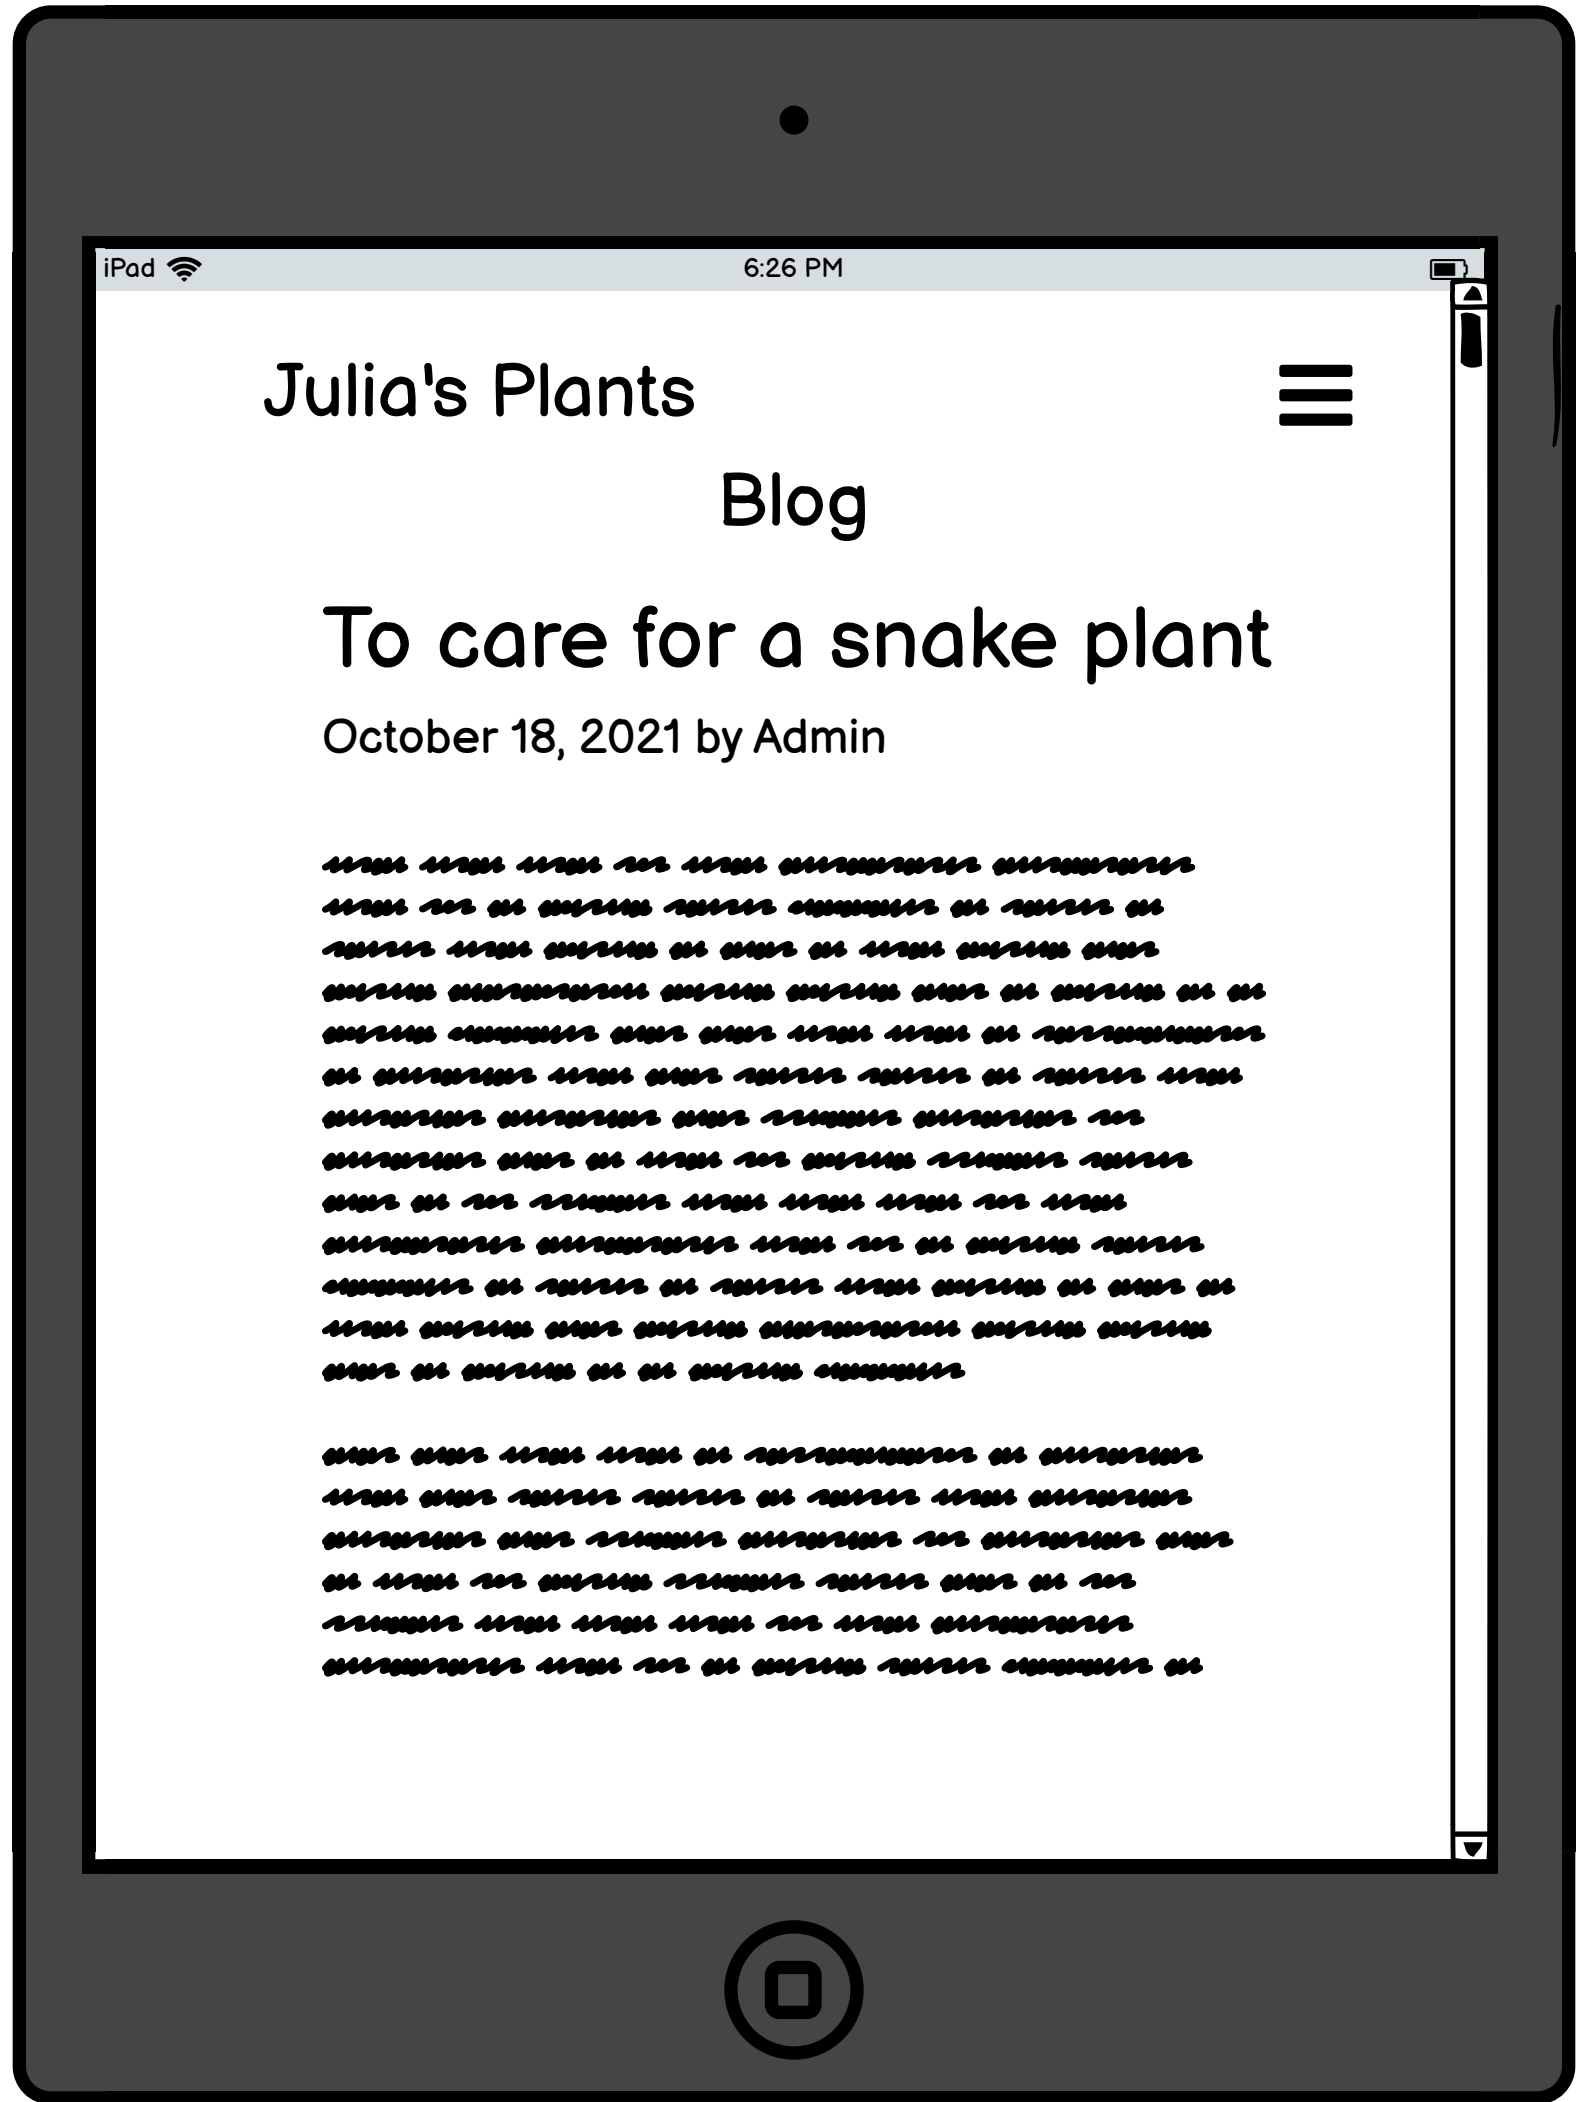 iPad
6:26 PM
Julia's Plants
Blog
To care for a snake plant
October 18, 2021 by Admin